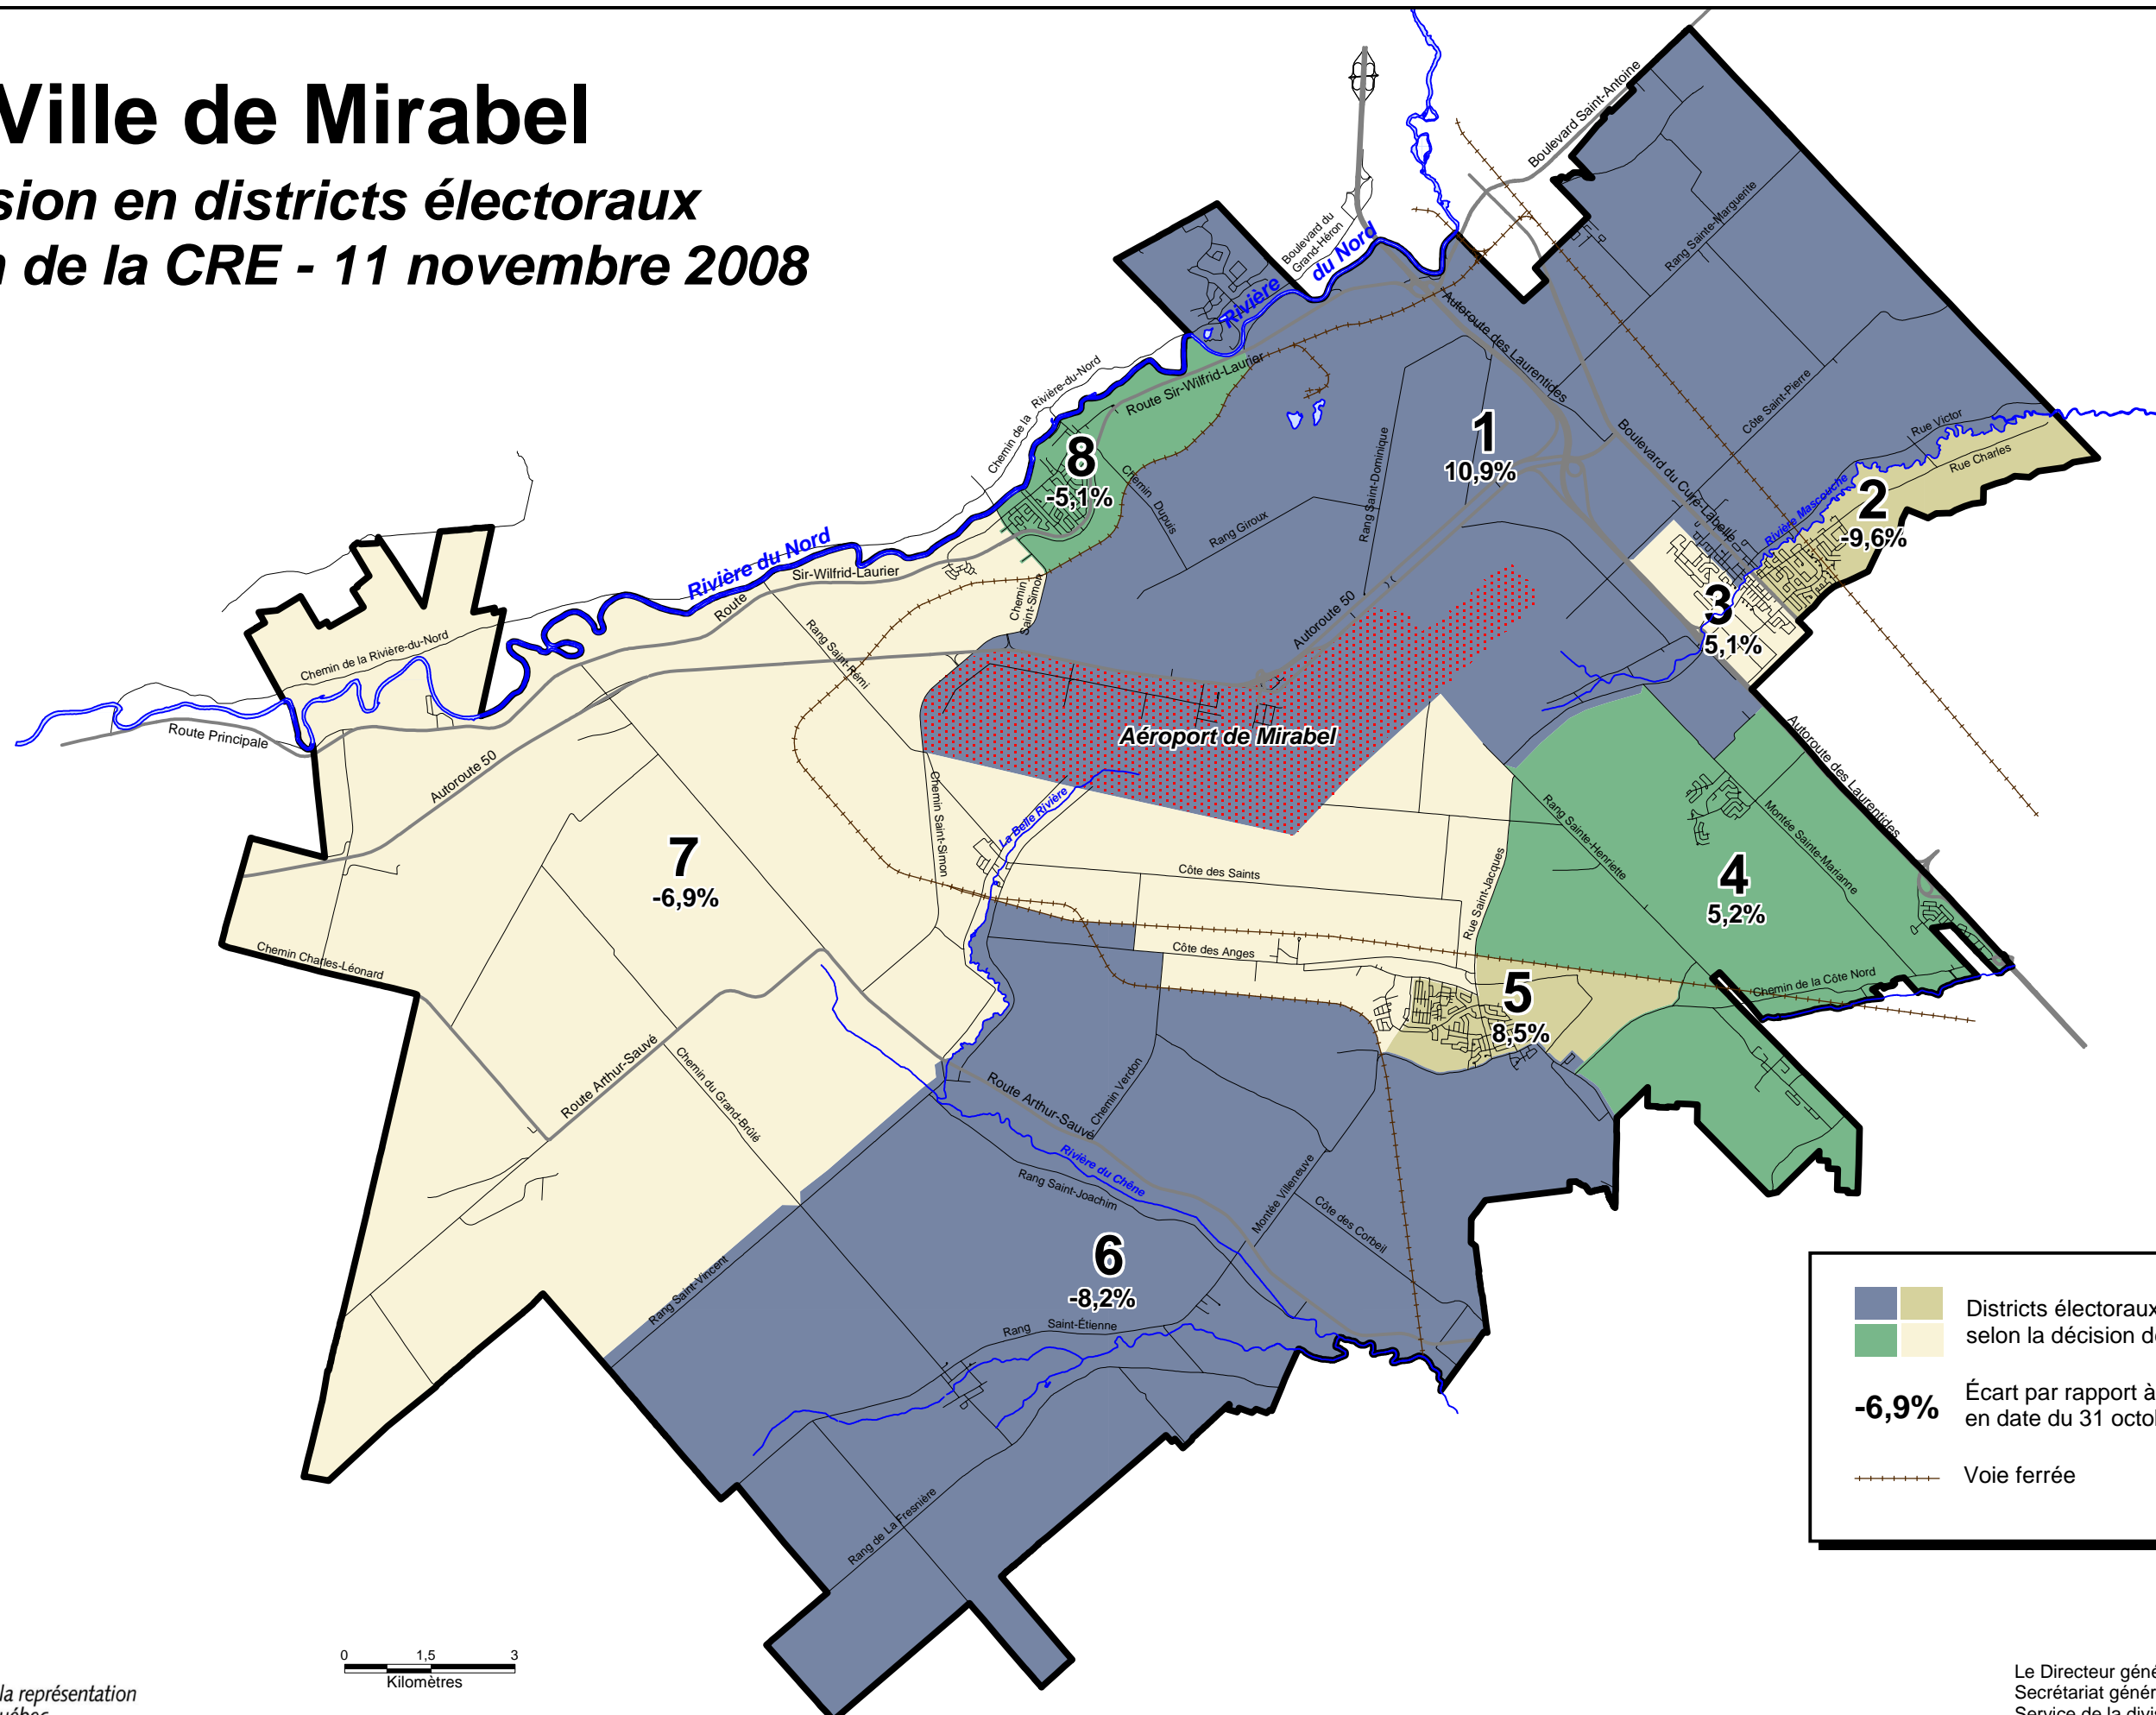 Ville de Mirabel
sion en districts électoraux
n de la CRE - 11 novembre 2008
Boulevard Saint-Antoine
Boulevard du
Grand-Héron
Rivière du Nord
Rang Sainte-Marguerite
Autoroute des Laurentides
Côte Saint-Pierre
Chemin de la Rivière-du-Nord
Route Sir-Wilfrid-Laurier
Rue Victor
Rue Charles
1
10,9%
8
-5,1%
Chemin Dupuis
Rang Giroux
Rang Saint-Dominique
Boulevard du Curé-Labelle
Rivière Mascouche
2
-9,6%
3
5,1%
Rivière du Nord
Route Sir-Wilfrid-Laurier
Chemin
Saint-Simon
Rang Saint-Rémi
Autoroute 50
Chemin de la Rivière-du-Nord
Route Principale
Autoroute 50
Aéroport de Mirabel
Autoroute des Laurentides
Chemin Saint-Simon
La Belle Rivière
7
-6,9%
Côte des Saints
Rue Saint-Jacques
Rang Sainte-Henriette
Montée Sainte-Marianne
4
5,2%
Chemin Charles-Léonard
Côte des Anges
5
8,5%
Chemin de la Côte Nord
Route Arthur-Sauvé
Chemin du Grand-Brûlé
Route Arthur-Sauvé
Chemin Verdon
Rivière du Chêne
Rang Saint-Joachim
Montée Villeneuve
Côte des Corbeil
6
-8,2%
Rang Saint-Vincent
Rang Saint-Étienne
Rang de La Fresnière
Districts électoraux
selon la décision d
-6,9%
Écart par rapport à
en date du 31 octo
Voie ferrée
0 1,5 3
Kilomètres
la représentation
uébec
Le Directeur géné
Secrétariat génér
Service de la divi